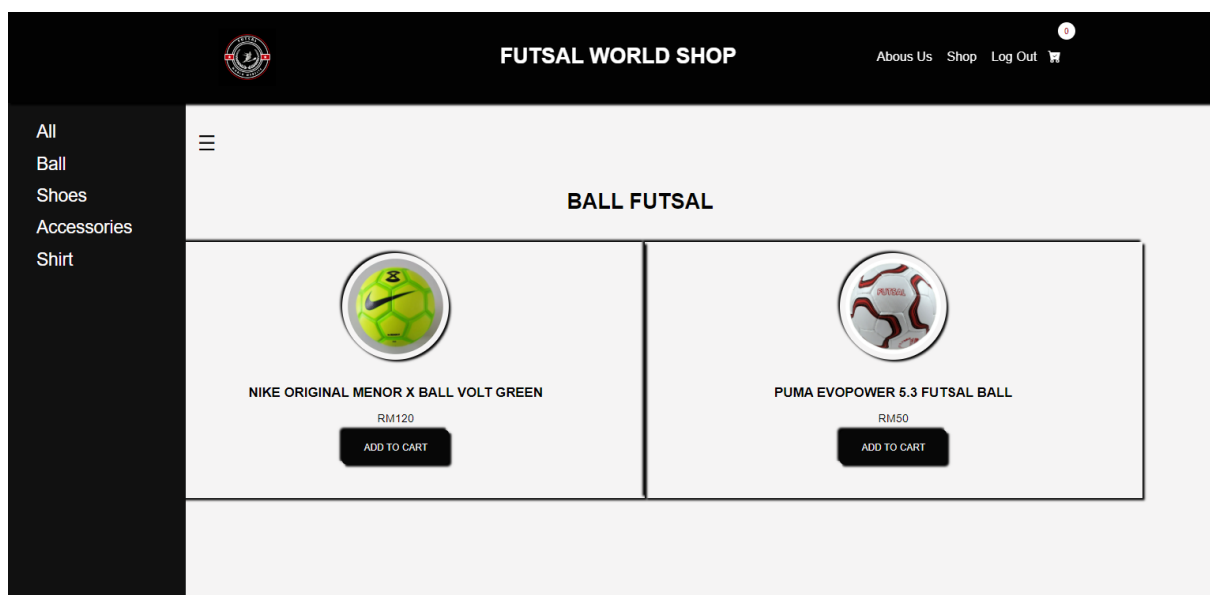 FUTSAL WORLD SHOP
Abous Us Shop Log Out
0
All
Ball
Shoes
Accessories
Shirt
☰
BALL FUTSAL
NIKE ORIGINAL MENOR X BALL VOLT GREEN
RM120
ADD TO CART
FUTSAL
PUMA EVOPOWER 5.3 FUTSAL BALL
RM50
ADD TO CART